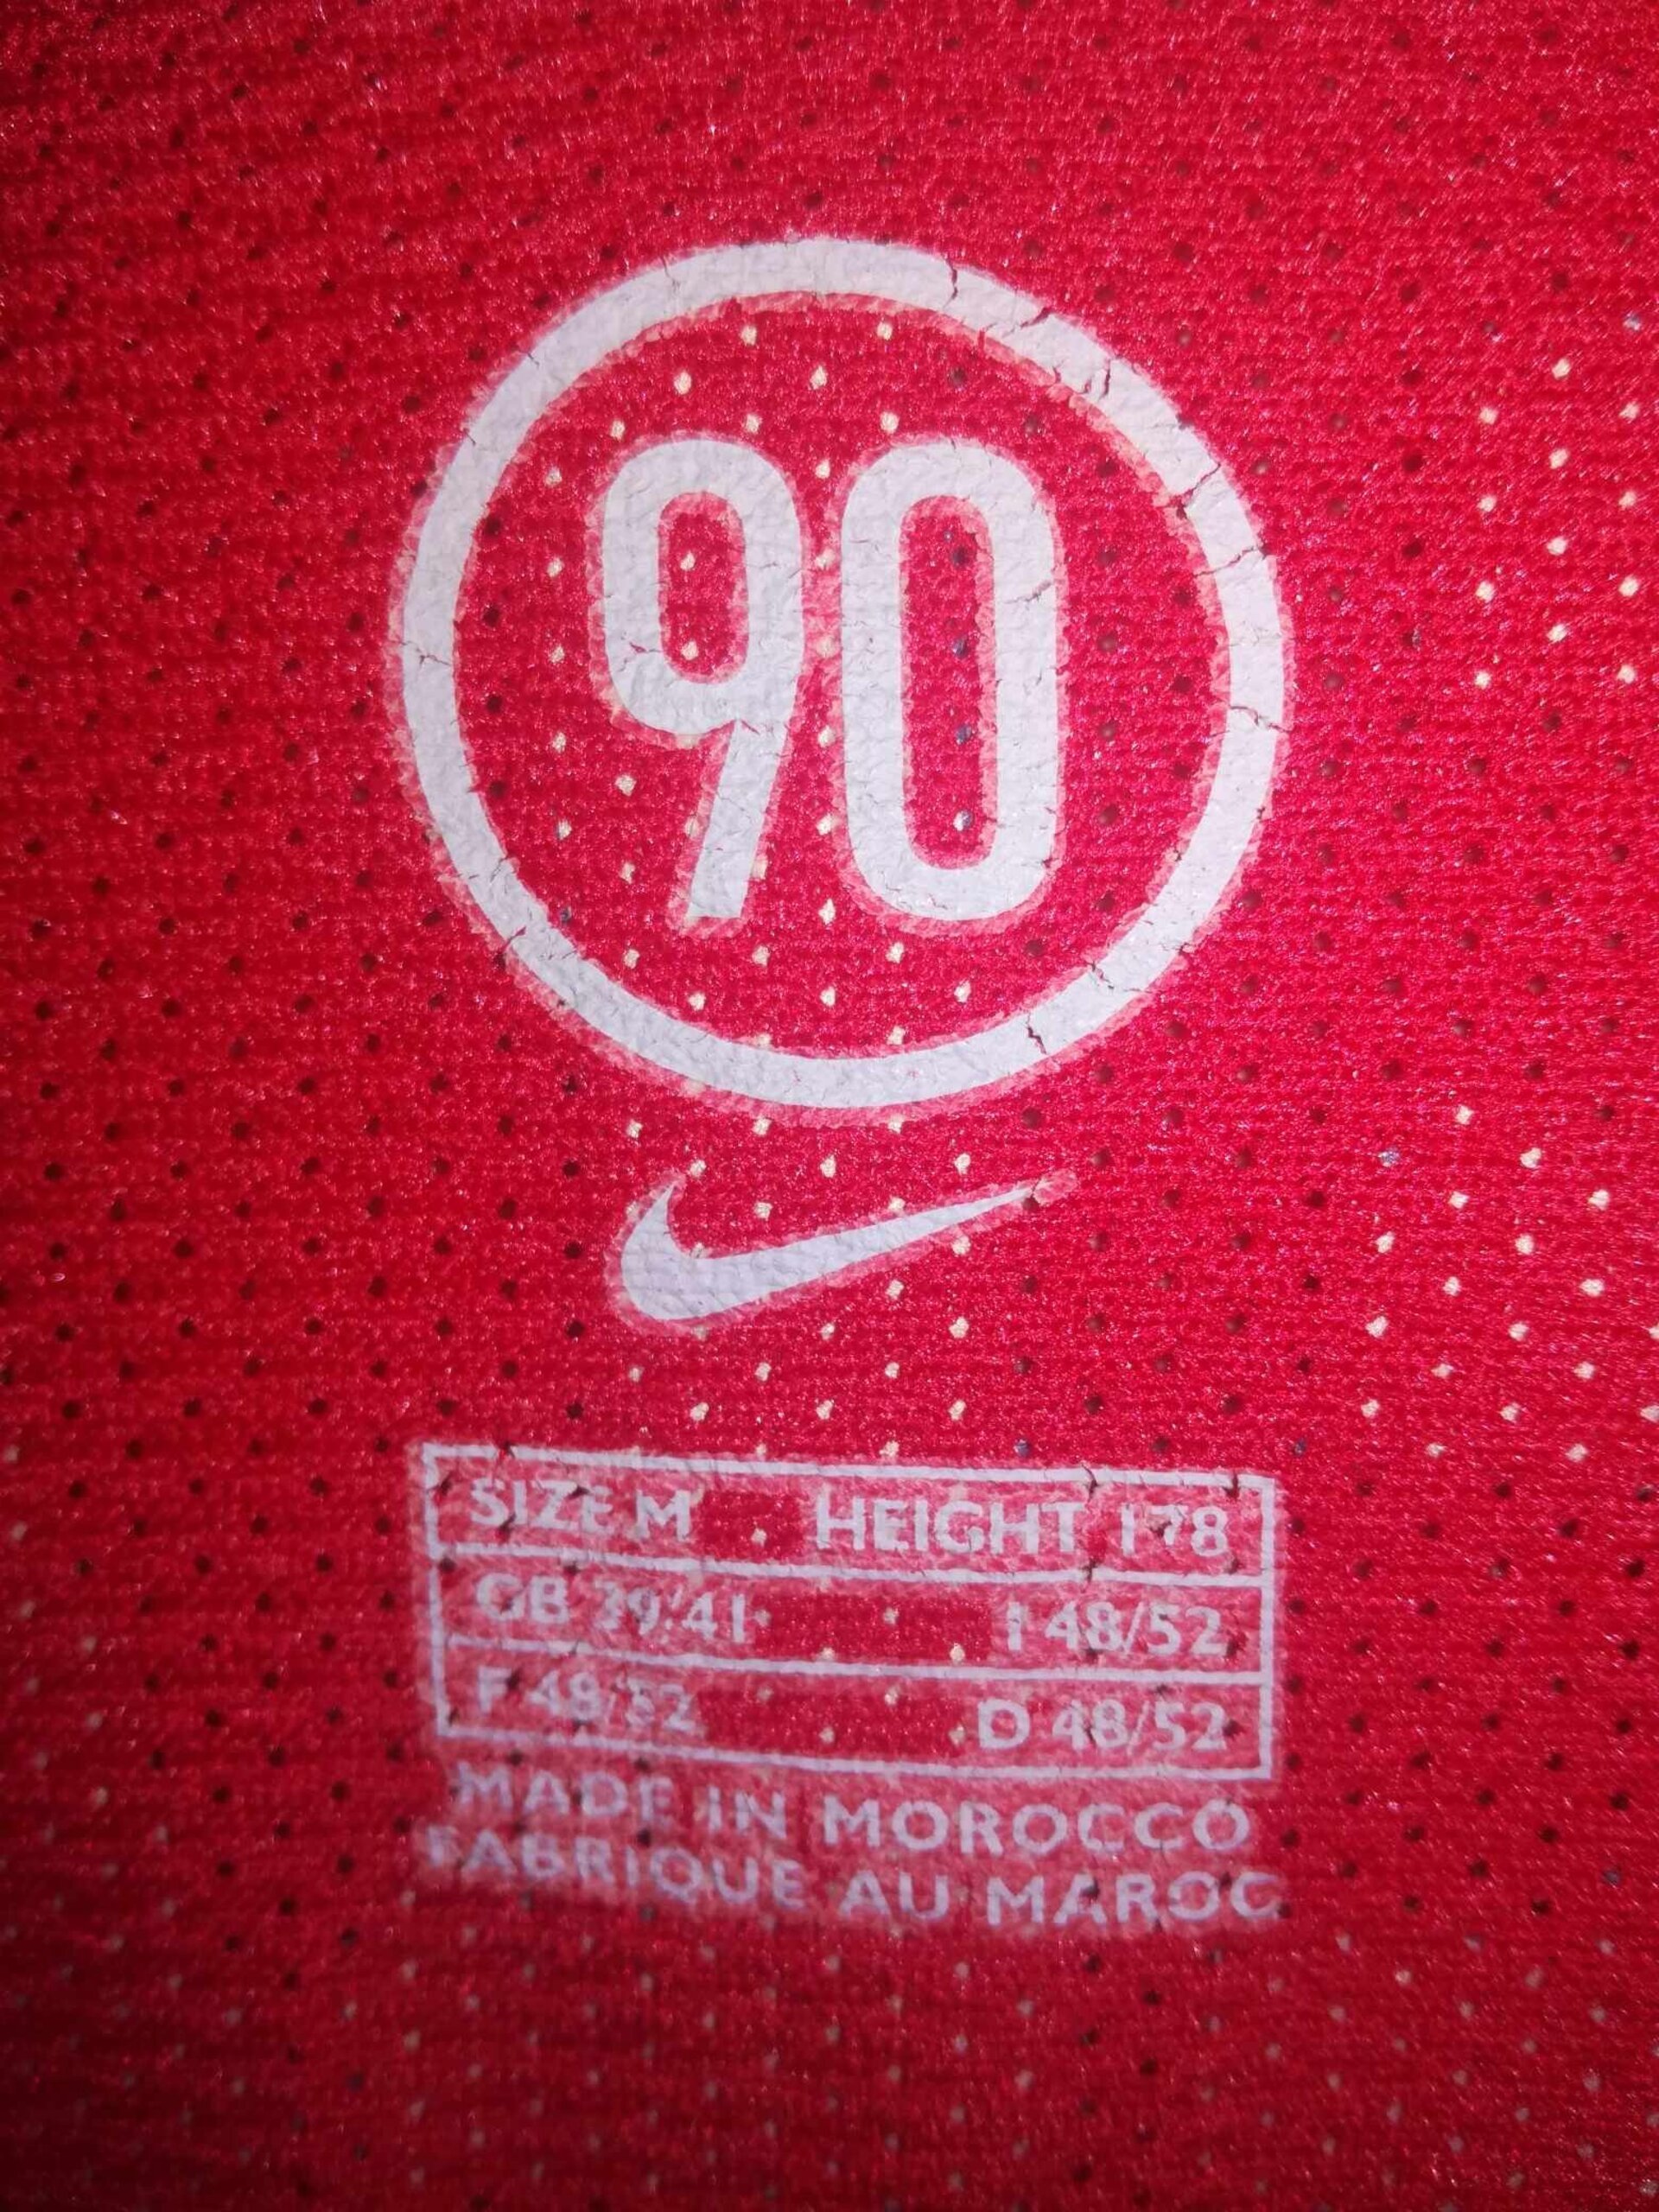 90
SIZE M HEIGHT 178
GB 39/41 I 48/52
F 48/52 D 48/52
MADE IN MOROCCO
FABRIQUE AU MAROC